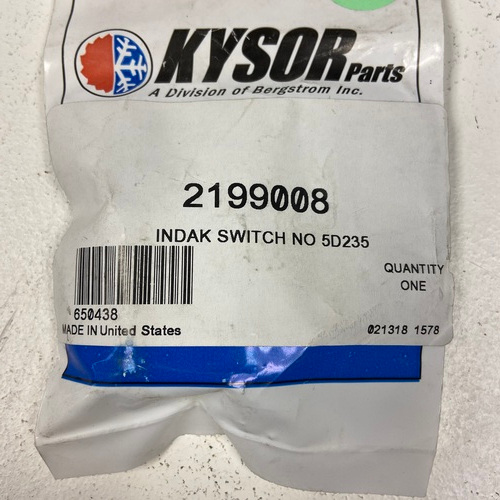 KYSOR Parts
A Division of Bergstrom Inc.
2199008
INDAK SWITCH NO 5D235
QUANTITY
ONE
650438
MADE IN United States
021318 1578